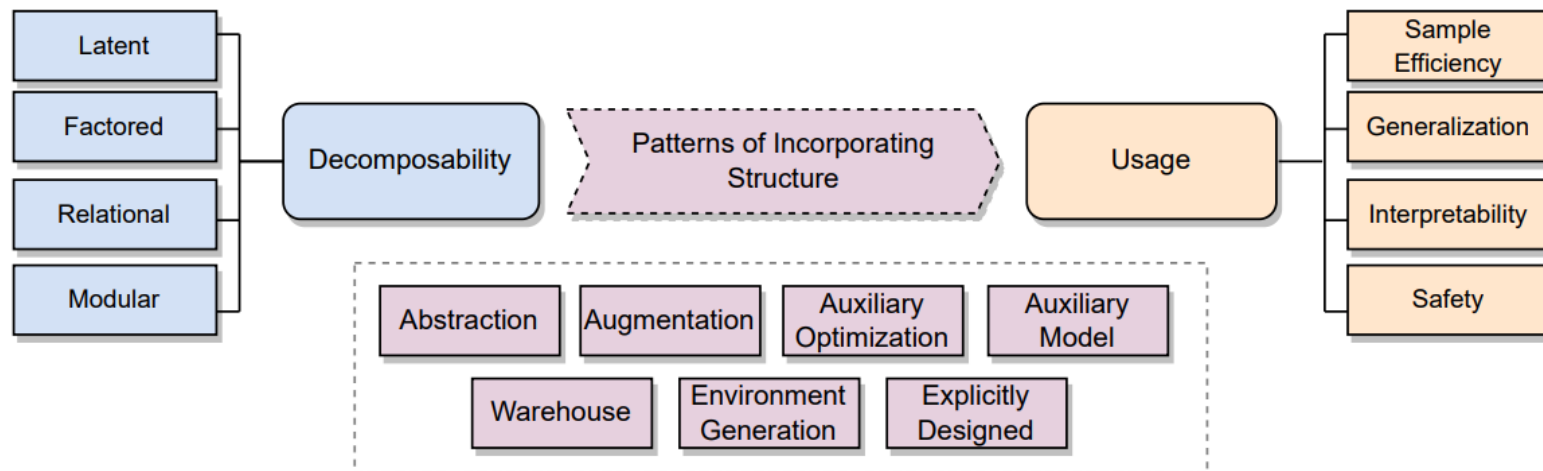 Latent
Factored
Relational
Modular
Decomposability
Patterns of Incorporating
Structure
Usage
Sample
Efficiency
Generalization
Interpretability
Safety
Abstraction
Augmentation
Auxiliary
Optimization
Auxiliary
Model
Warehouse
Environment
Generation
Explicitly
Designed